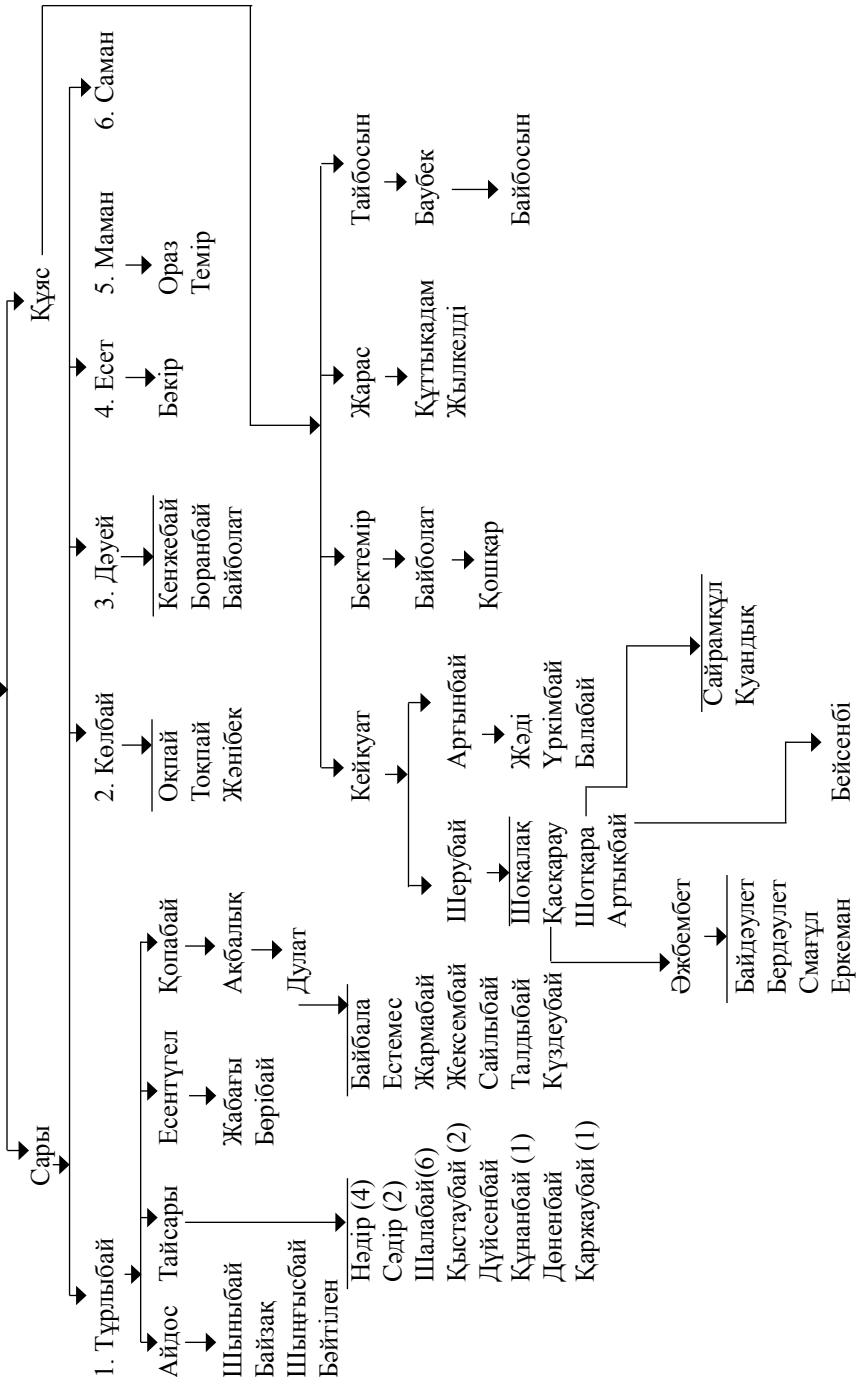 Сары
Құяс
1. Тұрлыбай
2. Көлбай
3. Дәуей
4. Есет
5. Маман
6. Саман
Айдос
Тайсары
Есентүгел
Қопабай
Шыныбай
Байзақ
Шыңғысбай
Бәйтілен
Нәдір (4)
Сәдір (2)
Шалабай(6)
Қыстаубай (2)
Дүйсенбай
Құнанбай (1)
Дөненбай
Қаржаубай (1)
Жабағы
Бөрібай
Ақбалық
Дулат
Байбала
Естемес
Жармабай
Жексембай
Сайлыбай
Талдыбай
Күздеубай
Оқпай
Тоқпай
Жәнібек
Кенжебай
Боранбай
Байболат
Бәкір
Ораз
Темір
Кейқуат
Бектемір
Жарас
Тайбосын
Шерубай
Арғынбай
Шоқалақ
Қасқарау
Шотқара
Артықбай
Жәді
Үркімбай
Балабай
Байболат
Қошкар
Құттықадам
Жылкелді
Баубек
Байбосын
Әжбембет
Байдәулет
Бердәулет
Смағұл
Еркеман
Бейсенбі
Сайрамқұл
Қуандық